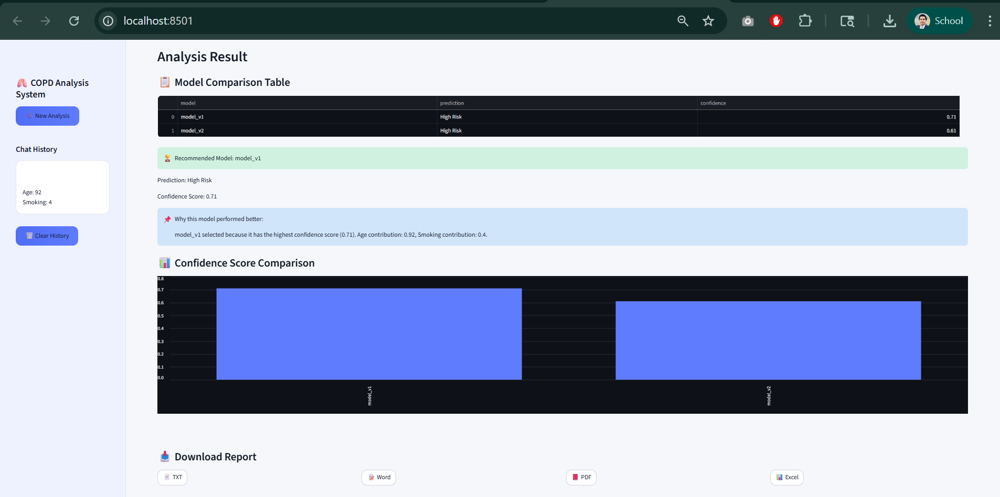 localhost:8501
School
COPD Analysis
System
New Analysis
Chat History
Age: 92
Smoking: 4
Clear History
Analysis Result
Model Comparison Table
model prediction confidence
0 model_v1 High Risk 0.71
1 model_v2 High Risk 0.61
Recommended Model: model_v1
Prediction: High Risk
Confidence Score: 0.71
Why this model performed better:
model_v1 selected because it has the highest confidence score (0.71). Age contribution: 0.92, Smoking contribution: 0.4.
Confidence Score Comparison
0.8
0.7
0.6
0.5
0.4
0.3
0.2
0.1
0.0
model_v1 model_v2
Download Report
TXT Word PDF Excel